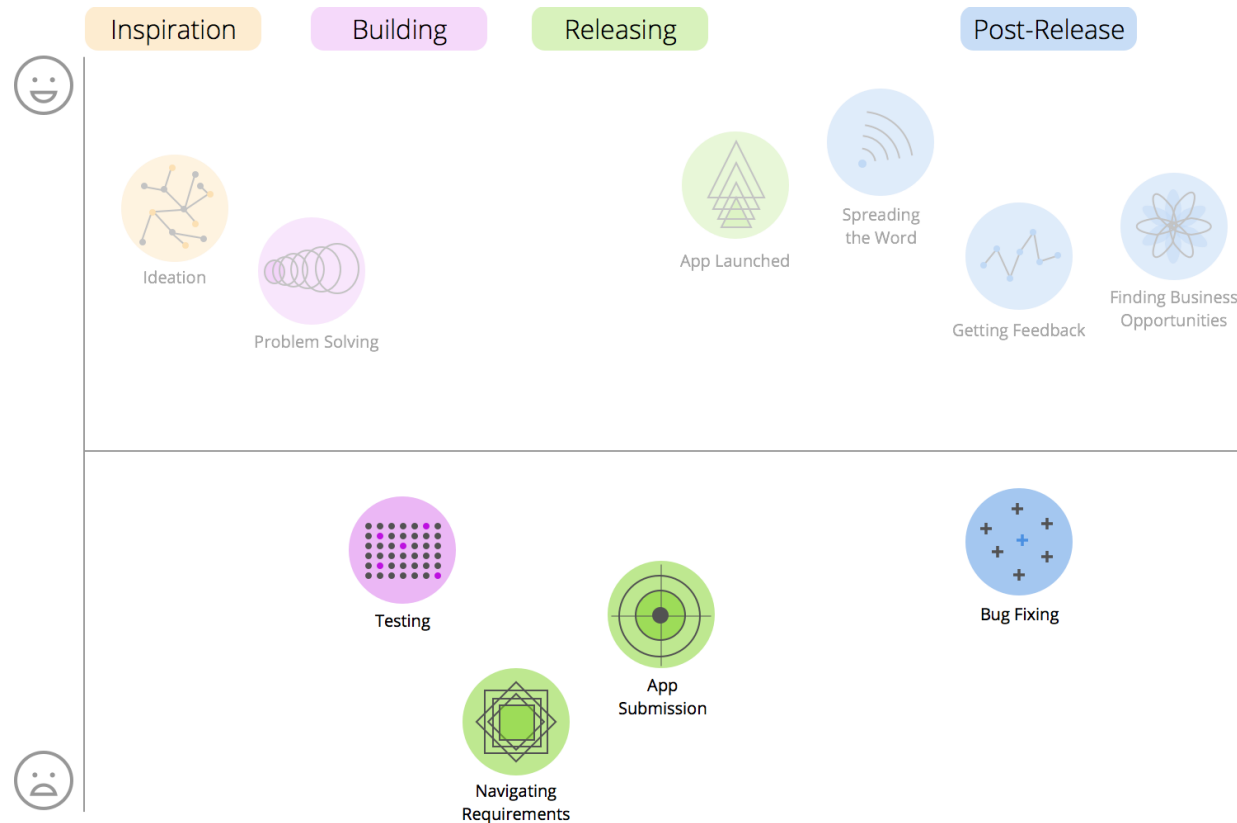 Inspiration
Building
Releasing
Post-Release
Ideation
Problem Solving
App Launched
Spreading
the Word
Getting Feedback
Finding Business
Opportunities
Testing
Navigating
Requirements
App
Submission
Bug Fixing